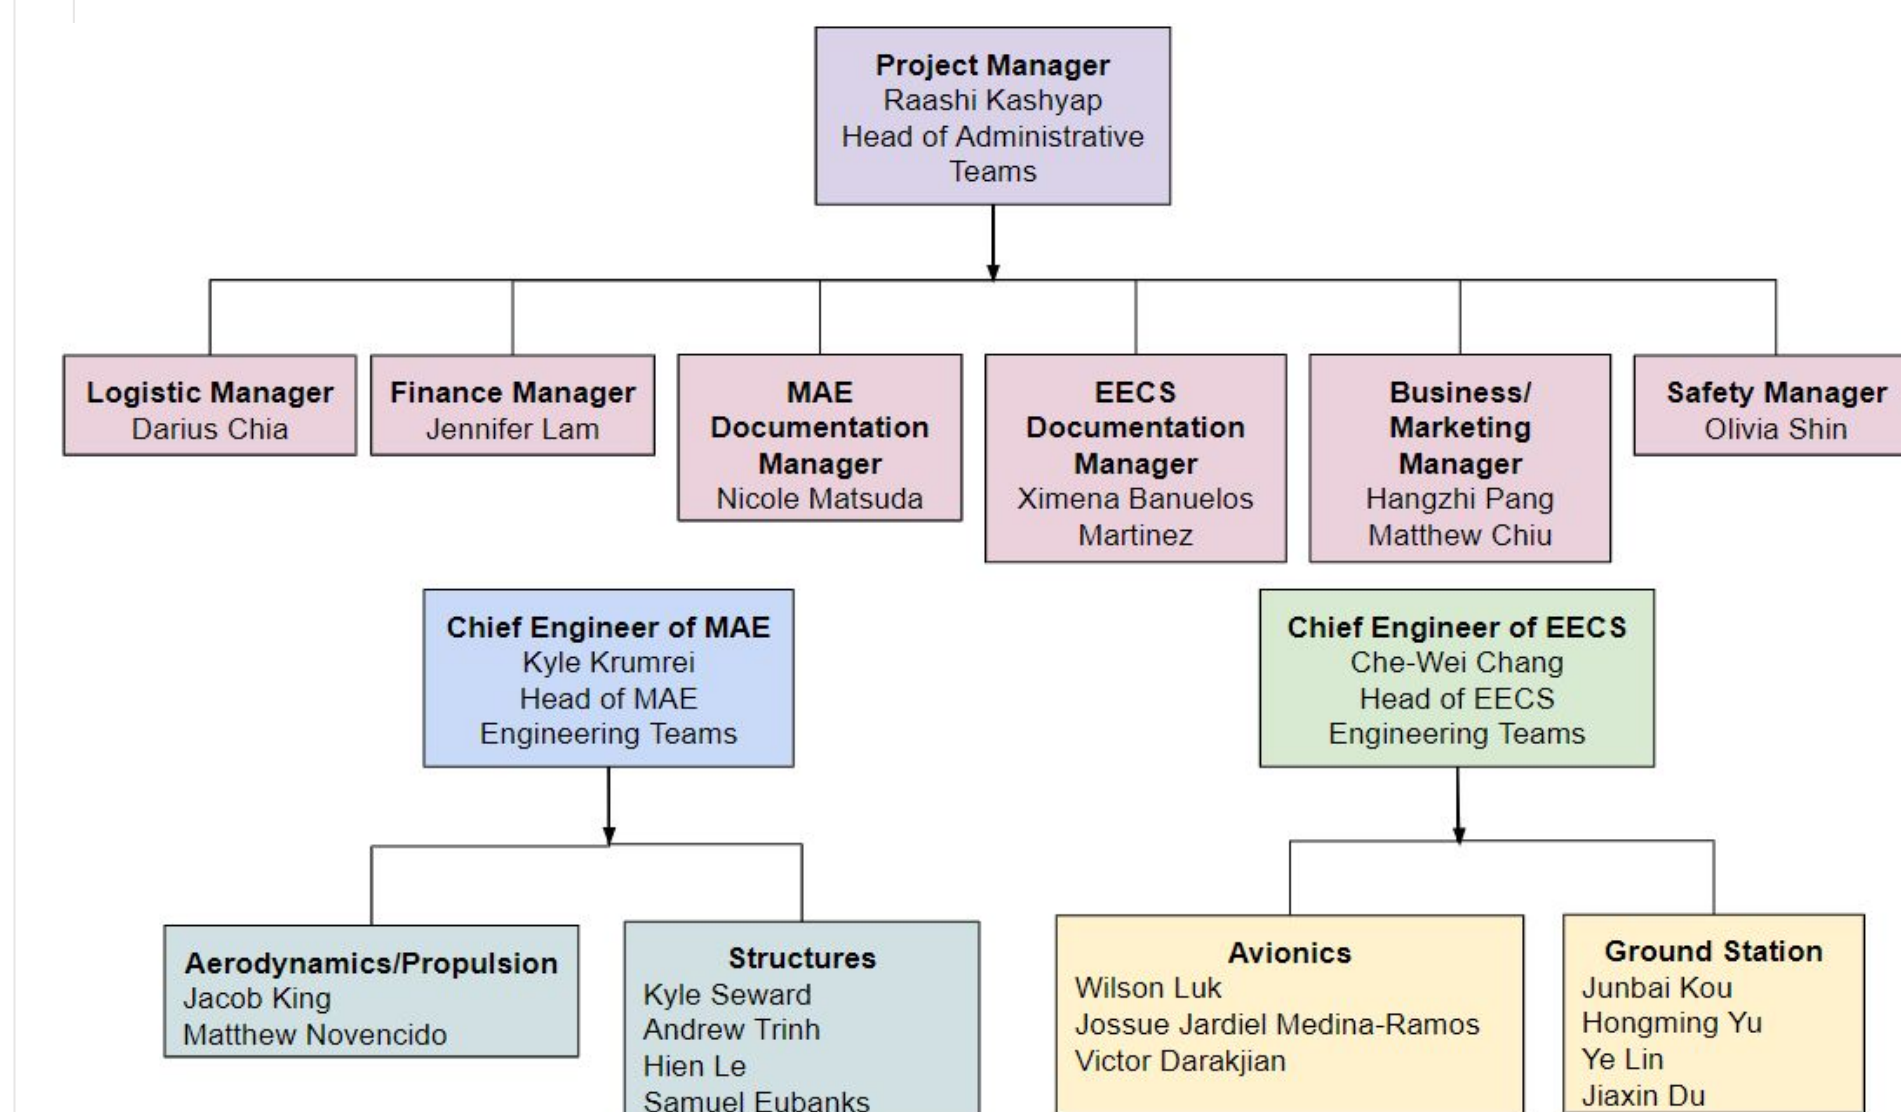 Project Manager
Raashi Kashyap
Head of Administrative
Teams
Logistic Manager
Darius Chia
Finance Manager
Jennifer Lam
MAE
Documentation
Manager
Nicole Matsuda
EECS
Documentation
Manager
Ximena Banuelos
Martinez
Business/
Marketing
Manager
Hangzhi Pang
Matthew Chiu
Safety Manager
Olivia Shin
Chief Engineer of MAE
Kyle Krumrei
Head of MAE
Engineering Teams
Chief Engineer of EECS
Che-Wei Chang
Head of EECS
Engineering Teams
Aerodynamics/Propulsion
Jacob King
Matthew Novencido
Structures
Kyle Seward
Andrew Trinh
Hien Le
Samuel Eubanks
Avionics
Wilson Luk
Jossue Jardiel Medina-Ramos
Victor Darakjian
Ground Station
Junbai Kou
Hongming Yu
Ye Lin
Jiaxin Du